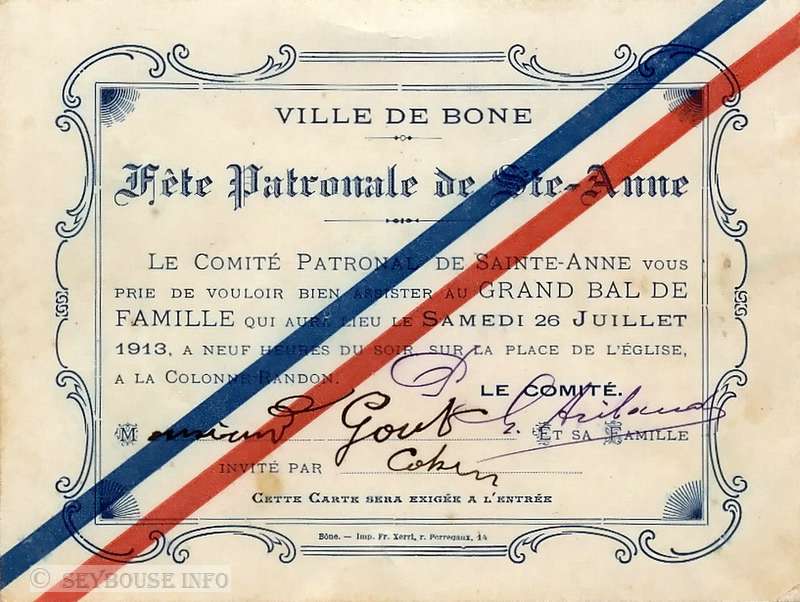 VILLE DE BONE
Fête Patronale de Ste-Anne
LE COMITÉ PATRONAL DE SAINTE-ANNE VOUS
PRIE DE VOULOIR BIEN ASSISTER AU GRAND BAL DE
FAMILLE QUI AURA LIEU LE SAMEDI 26 JUILLET
1913, A NEUF HEURES DU SOIR, SUR LA PLACE DE L'ÉGLISE,
A LA COLONNE RANDON.
LE COMITÉ.
Monsieur Gout ET SA FAMILLE
INVITÉ PAR Cohen
CETTE CARTE SERA EXIGÉE A L'ENTRÉE
Bône. — Imp. Fr. Xerri, r. Perregaux, 14
© SEYBOUSE INFO